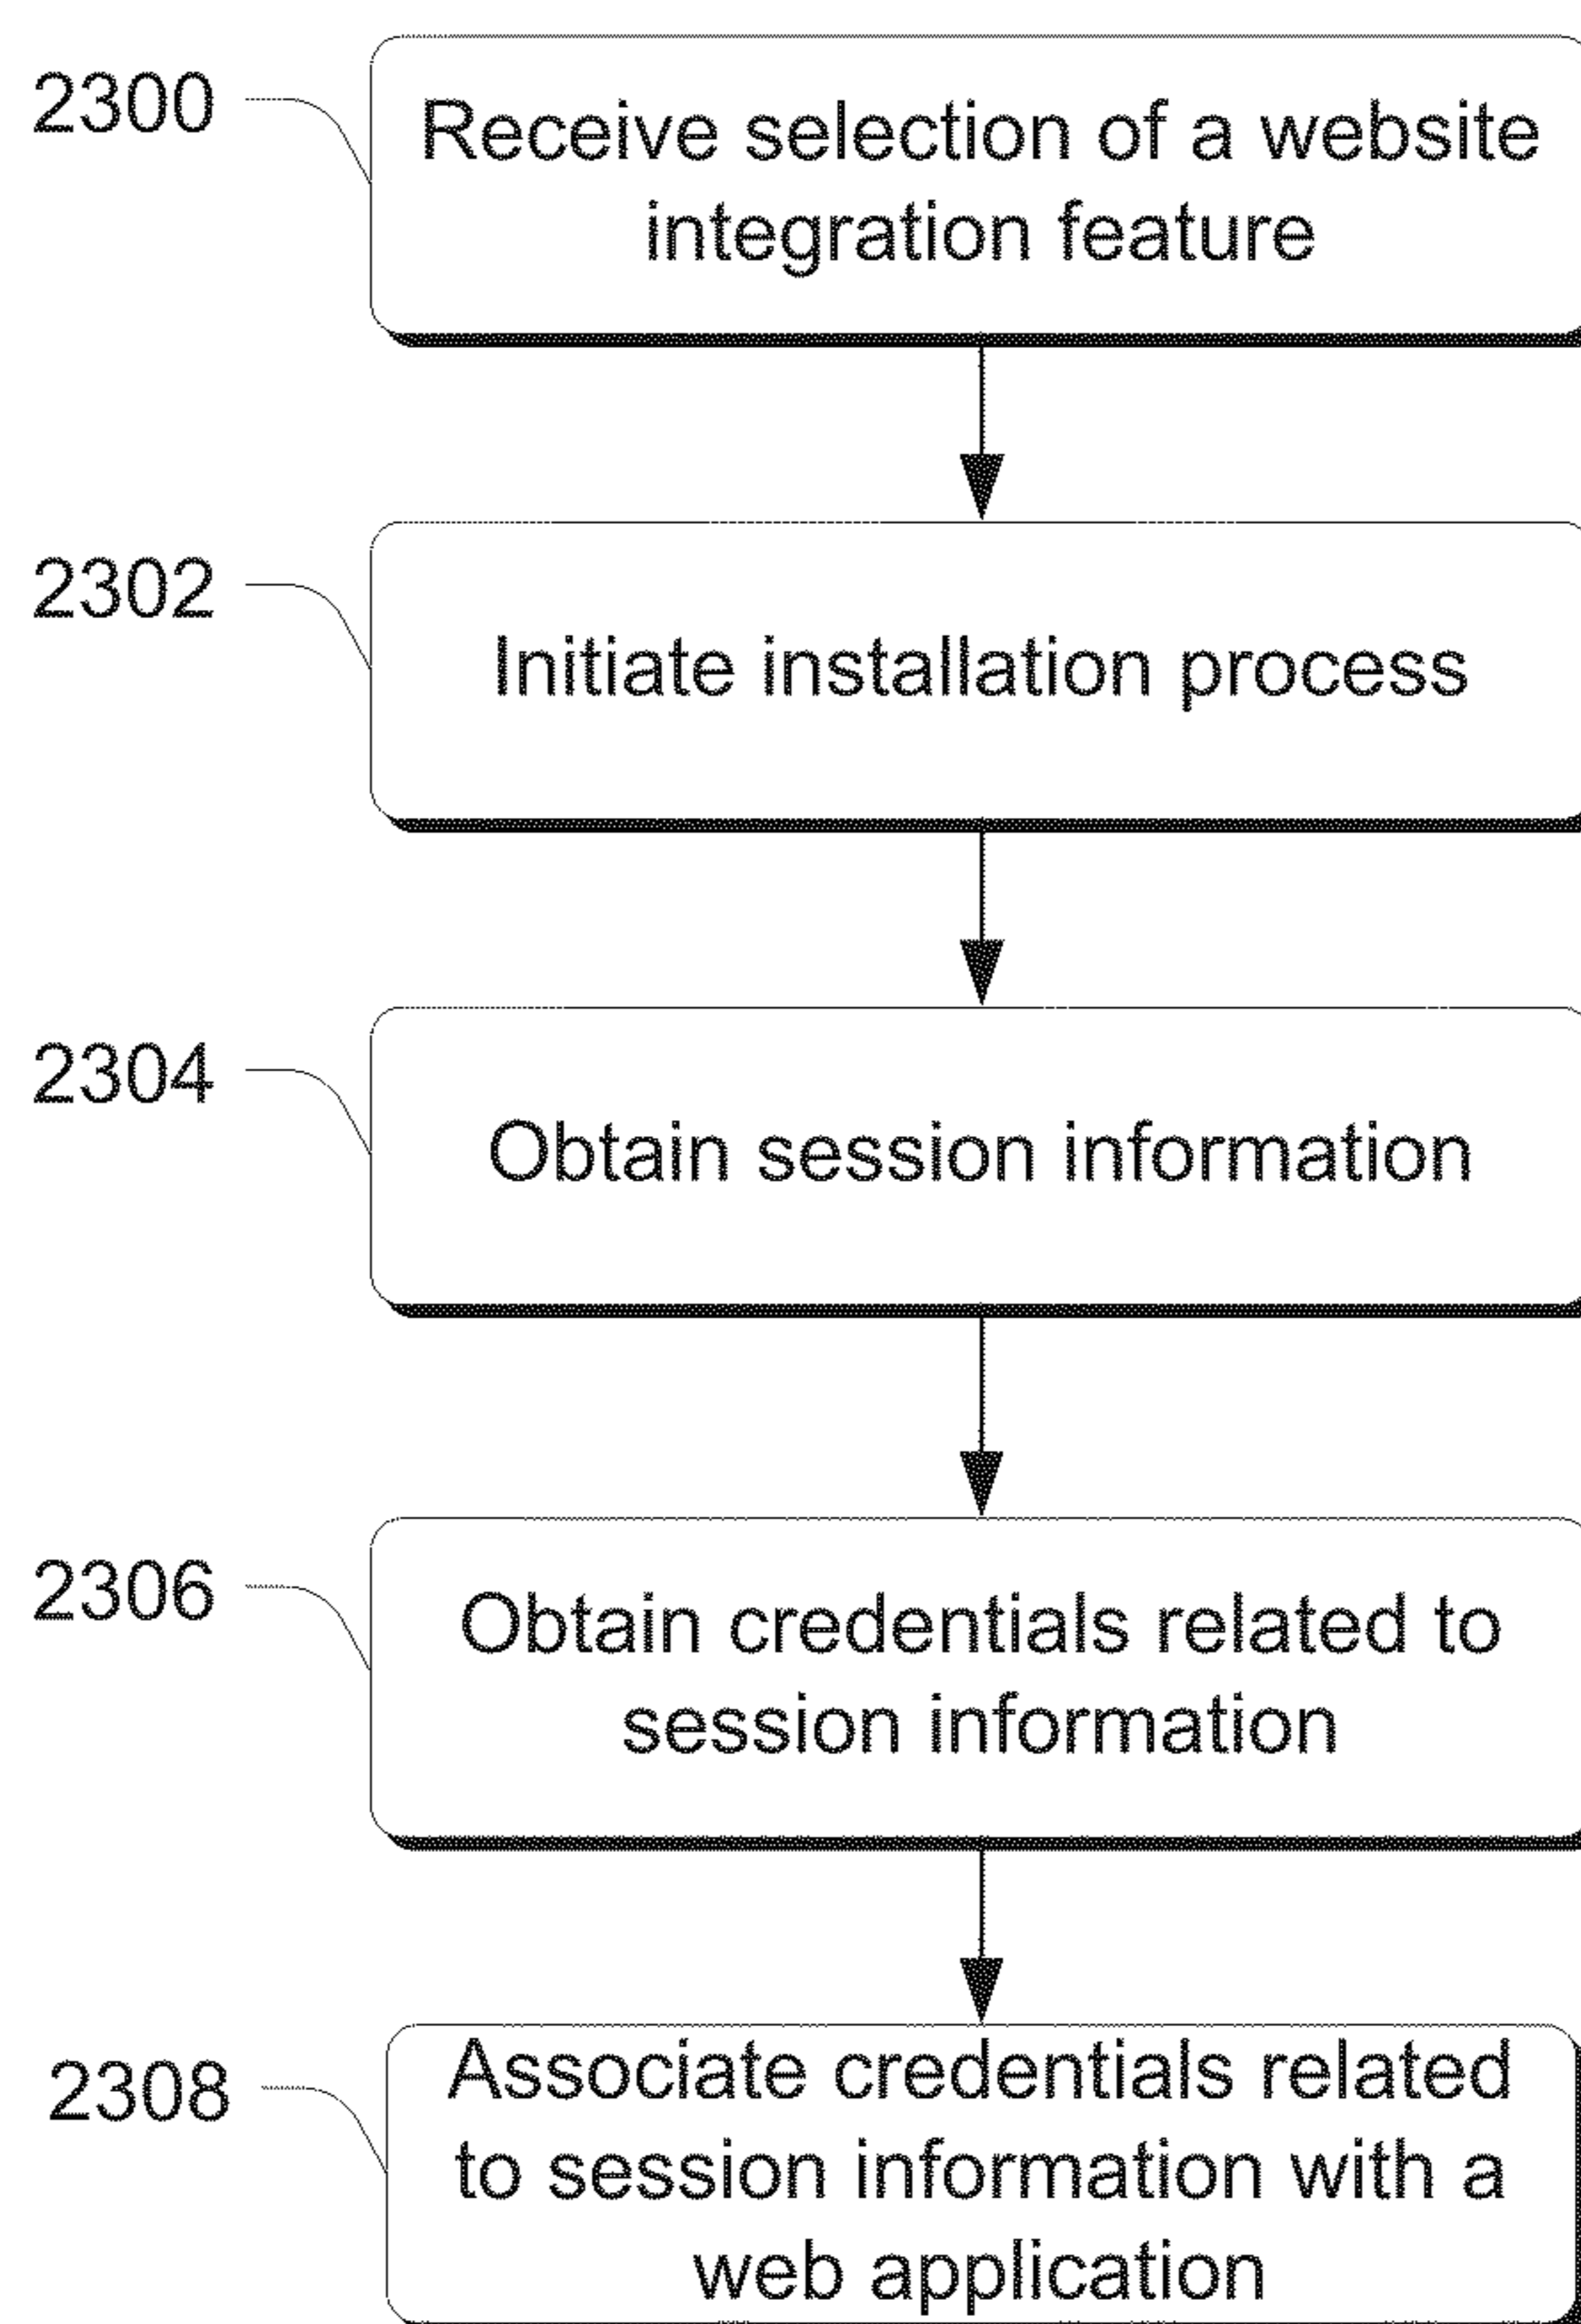 2300
Receive selection of a website
integration feature
2302
Initiate installation process
2304
Obtain session information
2306
Obtain credentials related to
session information
2308
Associate credentials related
to session information with a
web application